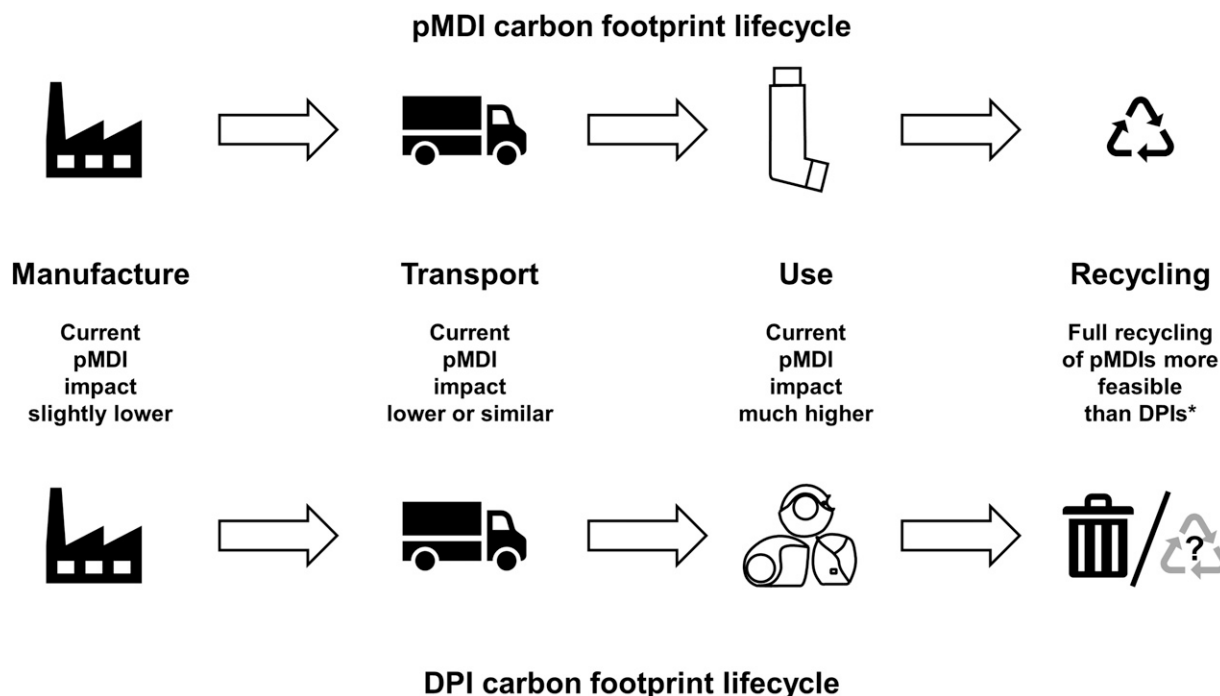 pMDI carbon footprint lifecycle
Manufacture
Transport
Use
Recycling
Current
pMDI
impact
slightly lower
Current
pMDI
impact
lower or similar
Current
pMDI
impact
much higher
Full recycling
of pMDIs more
feasible
than DPIs*
?
DPI carbon footprint lifecycle